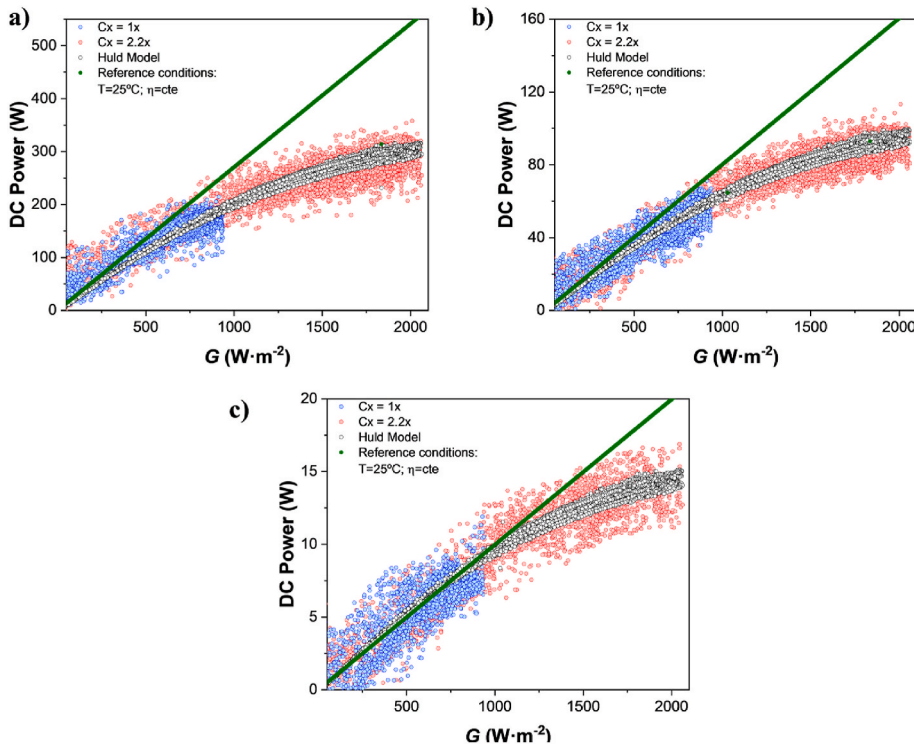 a)
Cx = 1x
Cx = 2.2x
Huld Model
Reference conditions:
T=25ºC; η=cte
DC Power (W)
500
400
300
200
100
0
500
1000
1500
2000
G (W·m-2)
b)
Cx = 1x
Cx = 2.2x
Huld Model
Reference conditions:
T=25ºC; η=cte
DC Power (W)
160
120
80
40
0
500
1000
1500
2000
G (W·m-2)
c)
Cx = 1x
Cx = 2.2x
Huld Model
Reference conditions:
T=25ºC; η=cte
DC Power (W)
20
15
10
5
0
500
1000
1500
2000
G (W·m-2)